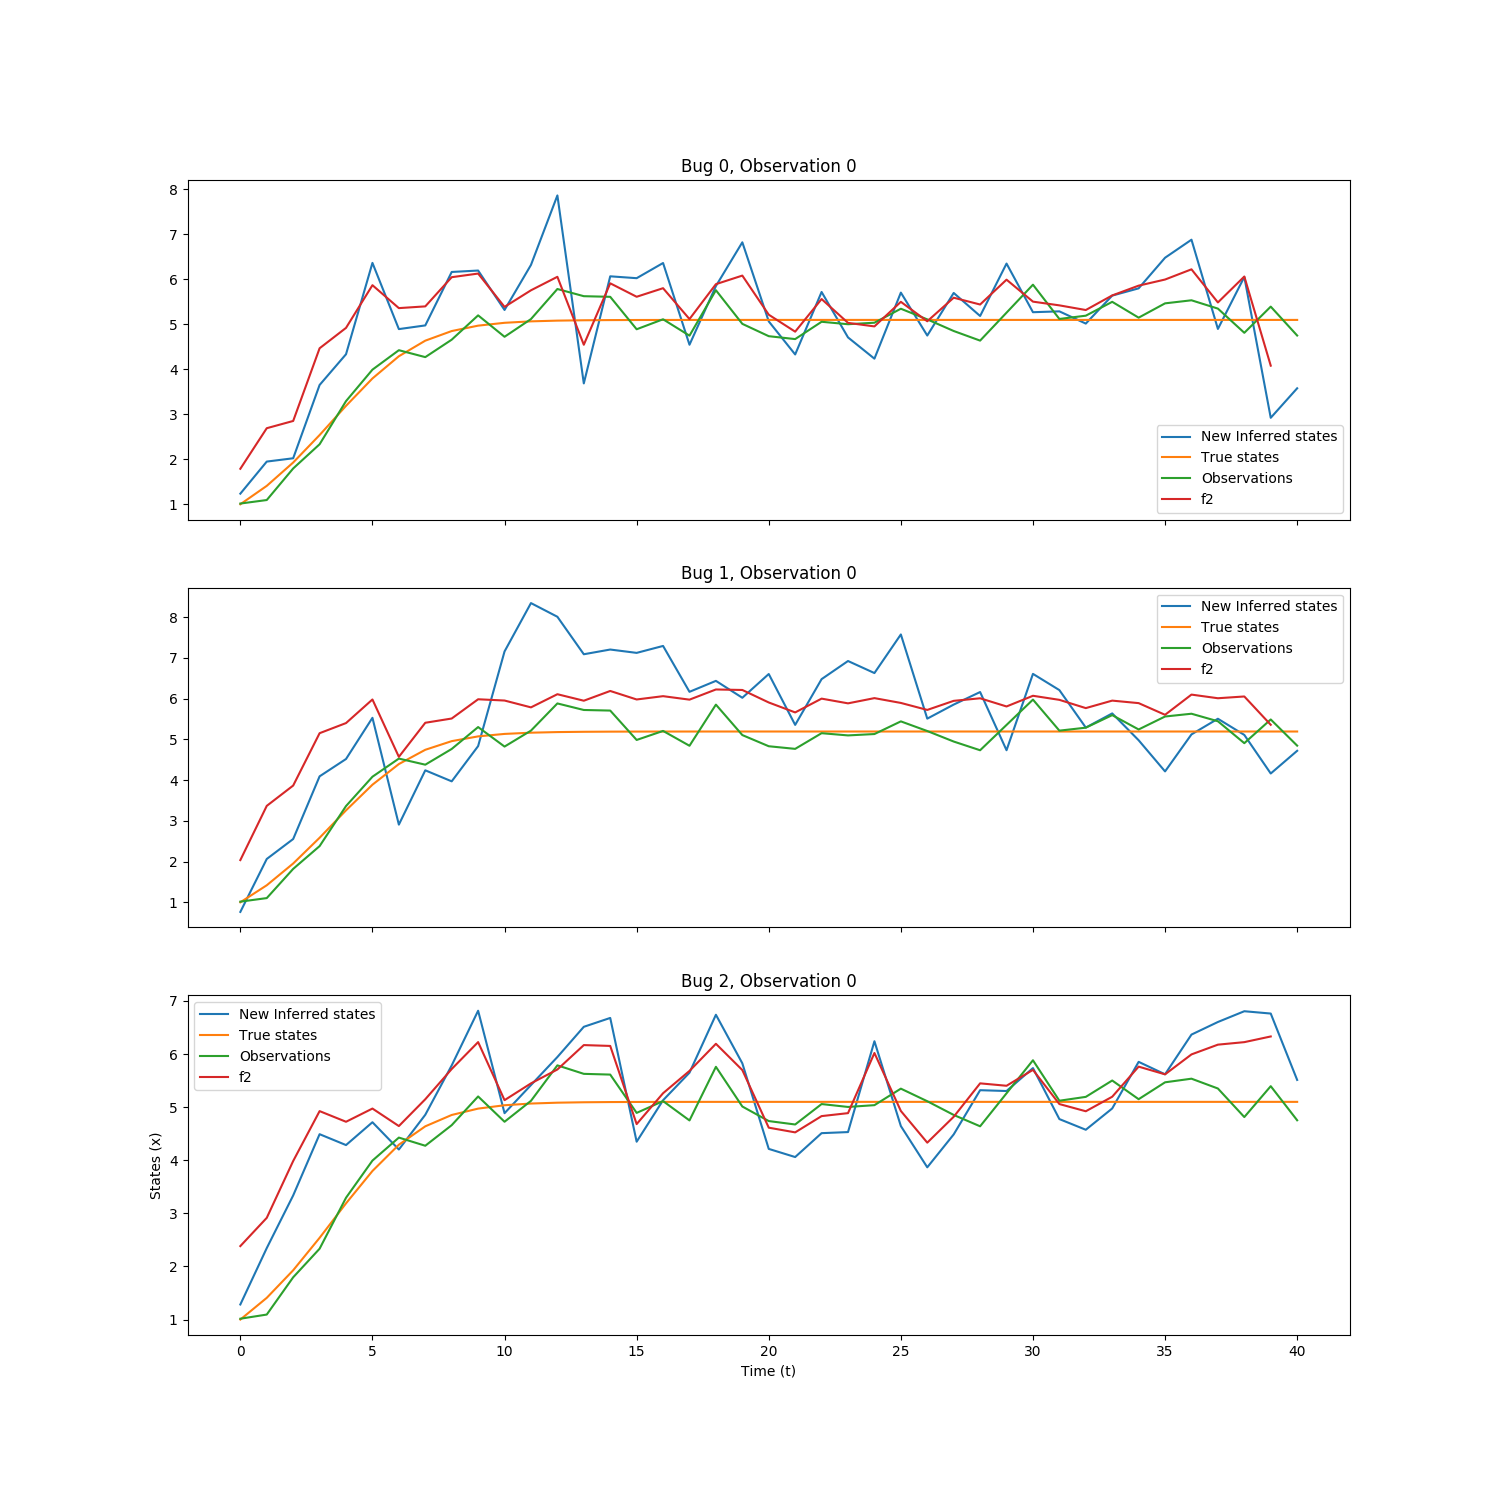 Bug 0, Observation 0
8
7
6
5
4
3
2
1
New Inferred states
True states
Observations
f2
Bug 1, Observation 0
8
7
6
5
4
3
2
1
New Inferred states
True states
Observations
f2
Bug 2, Observation 0
7
6
5
4
3
2
1
New Inferred states
True states
Observations
f2
States (x)
0 5 10 15 20 25 30 35 40
Time (t)